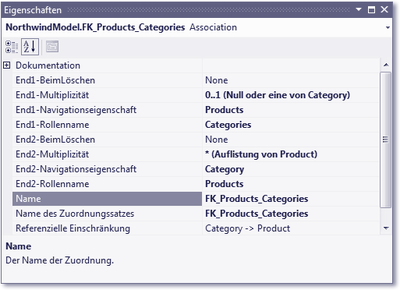 Eigenschaften
NorthwindModel.FK_Products_Categories Association
Dokumentation
End1-BeimLöschen None
End1-Multiplizität 0..1 (Null oder eine von Category)
End1-Navigationseigenschaft Products
End1-Rollenname Categories
End2-BeimLöschen None
End2-Multiplizität * (Auflistung von Product)
End2-Navigationseigenschaft Category
End2-Rollenname Products
Name FK_Products_Categories
Name des Zuordnungssatzes FK_Products_Categories
Referenzielle Einschränkung Category -> Product
Name
Der Name der Zuordnung.